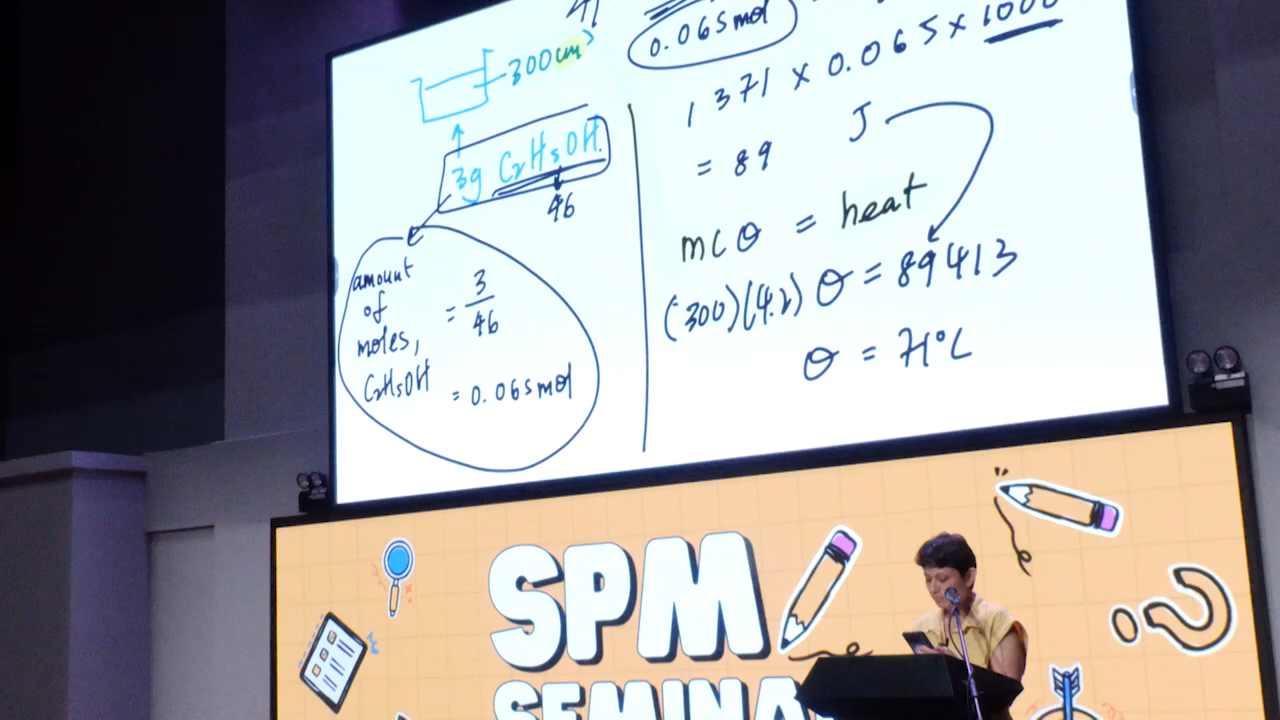 300 cm³
3g C₂H₅OH.
46
amount
of
moles,
C₂H₅OH
= 3/46
= 0.065 mol
0.065 mol
1371 × 0.065 × 1000
= 89
J
mcθ = heat
(300)(4.2) θ = 89413
θ = 71°C
SPM
SEMINA